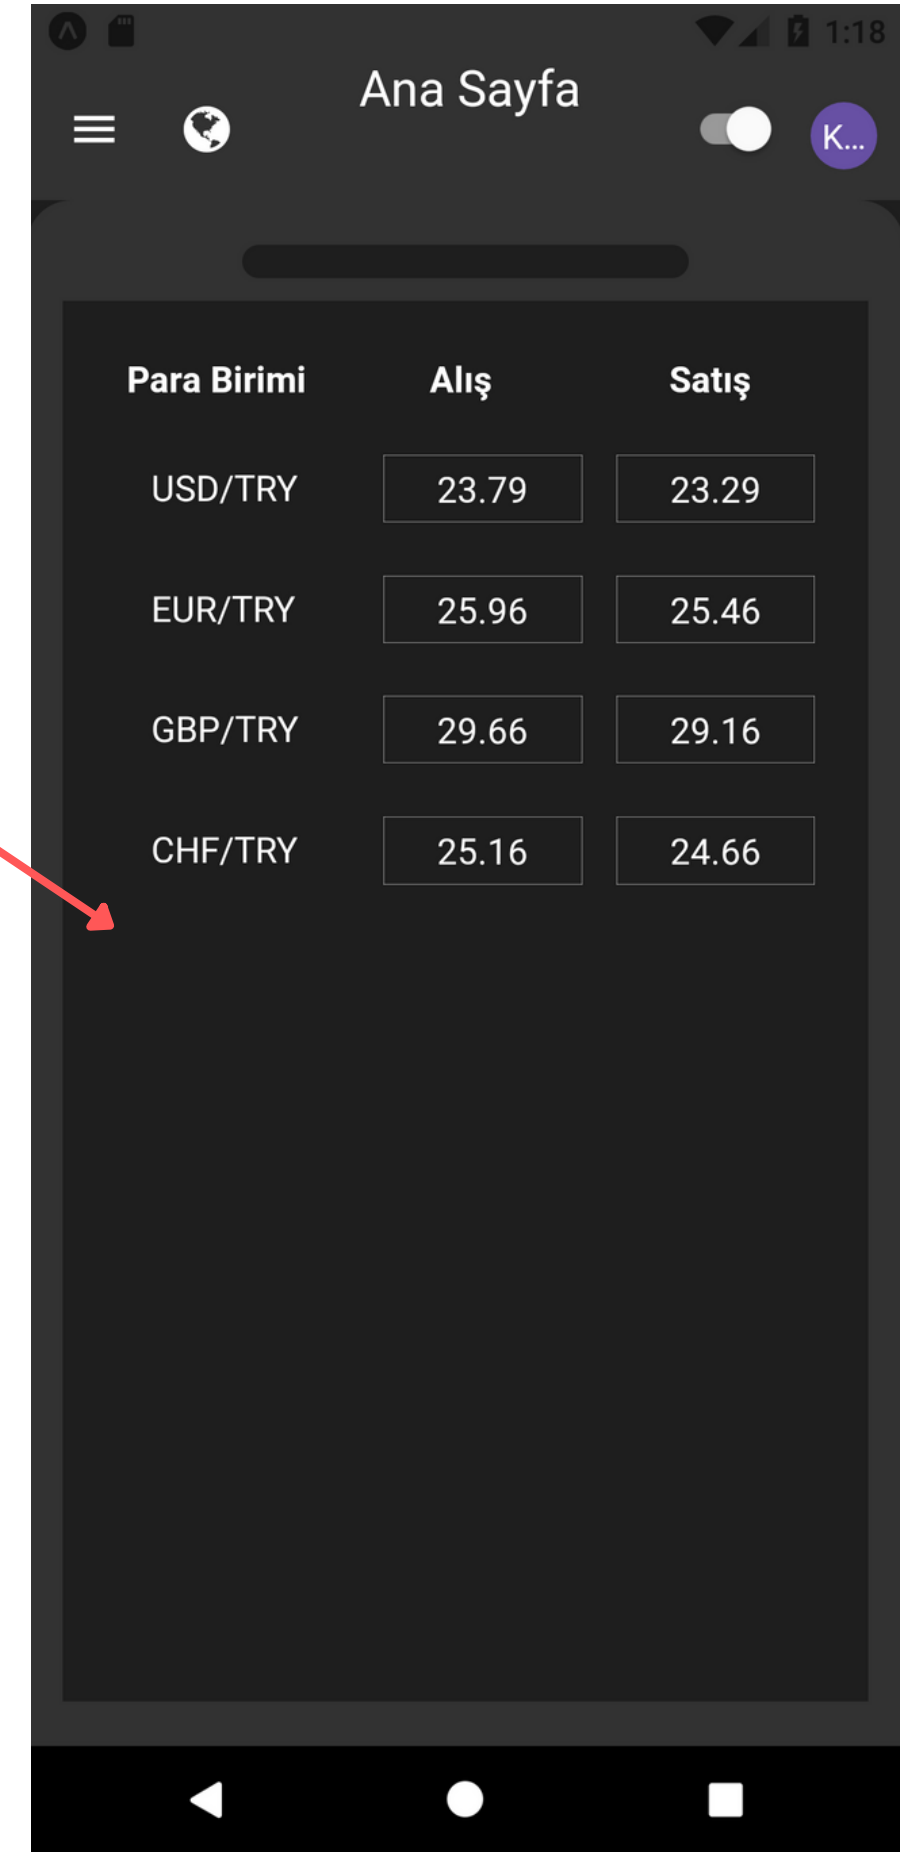 1:18
Ana Sayfa
K...
Para Birimi Alış Satış
USD/TRY 23.79 23.29
EUR/TRY 25.96 25.46
GBP/TRY 29.66 29.16
CHF/TRY 25.16 24.66